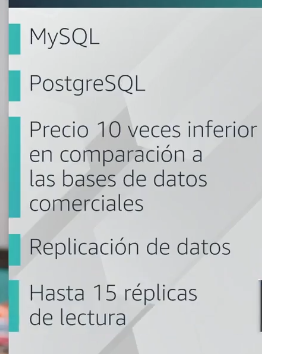 MySQL
PostgreSQL
Precio 10 veces inferior
en comparación a
las bases de datos
comerciales
Replicación de datos
Hasta 15 réplicas
de lectura